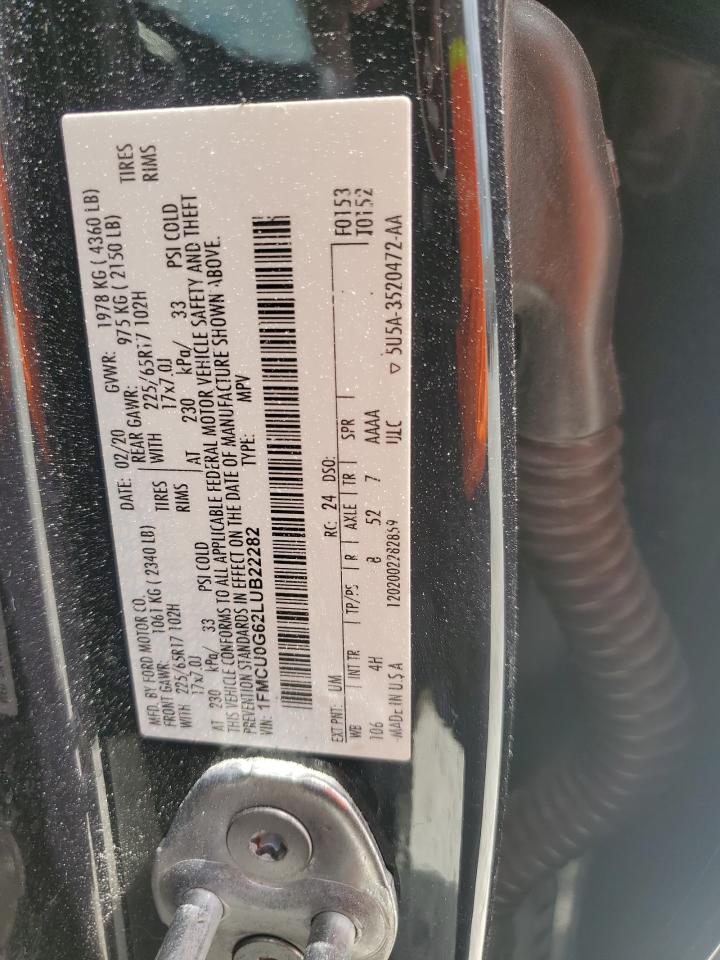 MFD. BY FORD MOTOR CO.
DATE: 02/20 GVWR: 1978 KG ( 4360 LB)
FRONT GAWR: 1061 KG ( 2340 LB) REAR GAWR: 975 KG ( 2150 LB)
WITH 225/65R17 102H TIRES WITH 225/65R17 102H TIRES
17x7.0J RIMS 17x7.0J RIMS
AT 230 kPa/ 33 PSI COLD AT 230 kPa/ 33 PSI COLD
THIS VEHICLE CONFORMS TO ALL APPLICABLE FEDERAL MOTOR VEHICLE SAFETY AND THEFT
PREVENTION STANDARDS IN EFFECT ON THE DATE OF MANUFACTURE SHOWN ABOVE.
VIN: 1FMCU0G62LUB22282 TYPE: MPV
EXT PNT: UM RC: 24 DSO: F0153
WB INT TR TP/PS R AXLE TR SPR T0152
106 4H 8 52 7 AAAA
MADE IN U.S.A. 1202002282859 UJLC
▽ 5U5A-3520472-AA